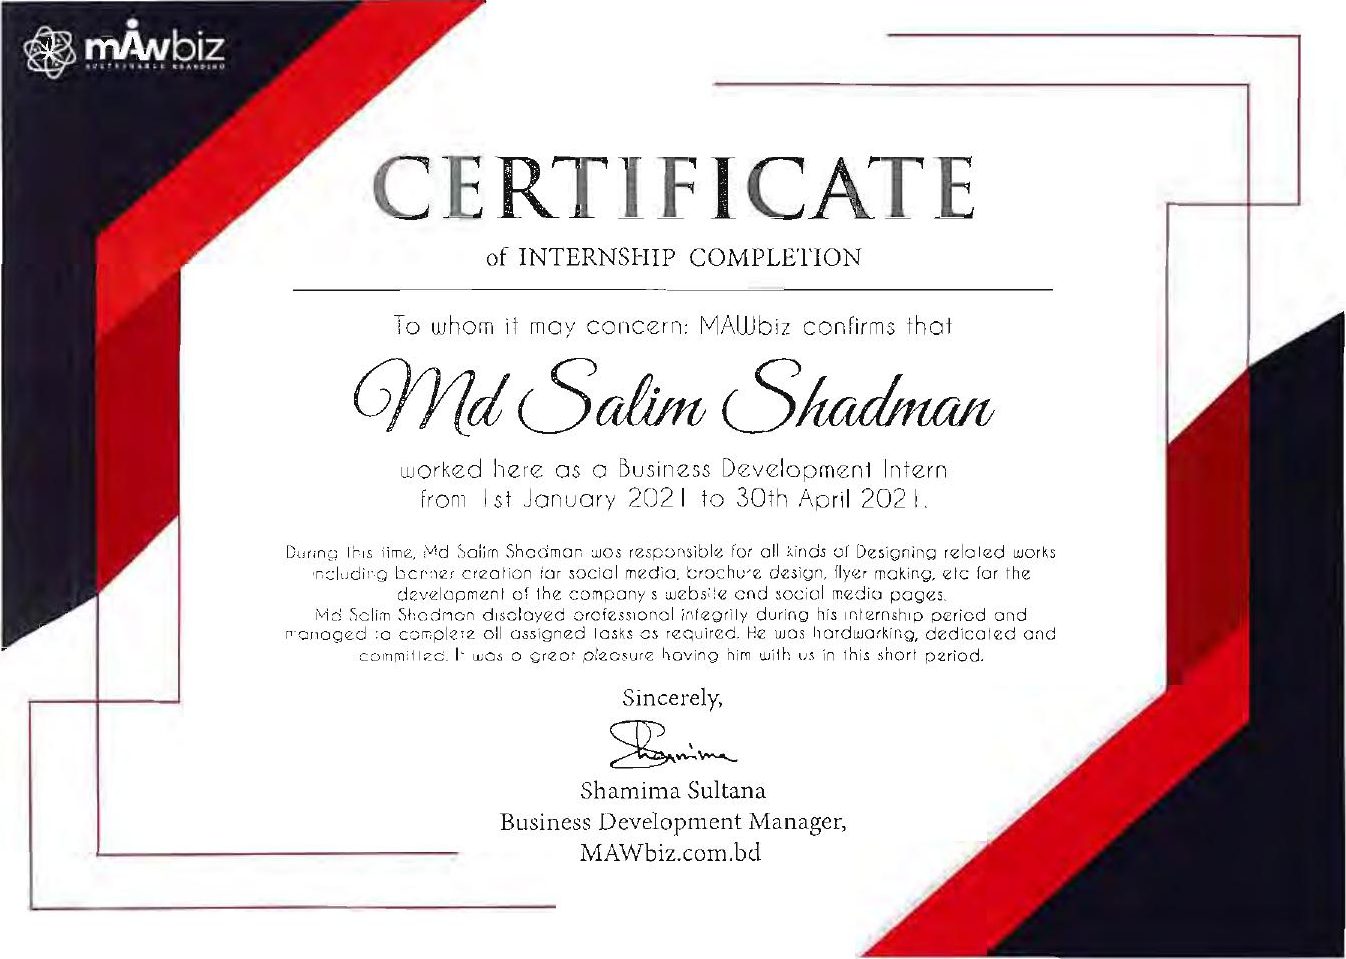 mAwbiz
SUSTAINABLE BRANDING
CERTIFICATE
of INTERNSHIP COMPLETION
To whom it may concern: MAWbiz confirms that
Md Salim Shadman
worked here as a Business Development Intern
from 1st January 2021 to 30th April 2021.
During this time, Md Salim Shadman was responsible for all kinds of Designing related works
including banner creation for social media, brochure design, flyer making, etc for the
development of the company's website and social media pages.
Md Salim Shadman displayed professional integrity during his internship period and
managed to complete all assigned tasks as required. He was hardworking, dedicated and
committed. It was a great pleasure having him with us in this short period.
Sincerely,
Shamima
Shamima Sultana
Business Development Manager,
MAWbiz.com.bd